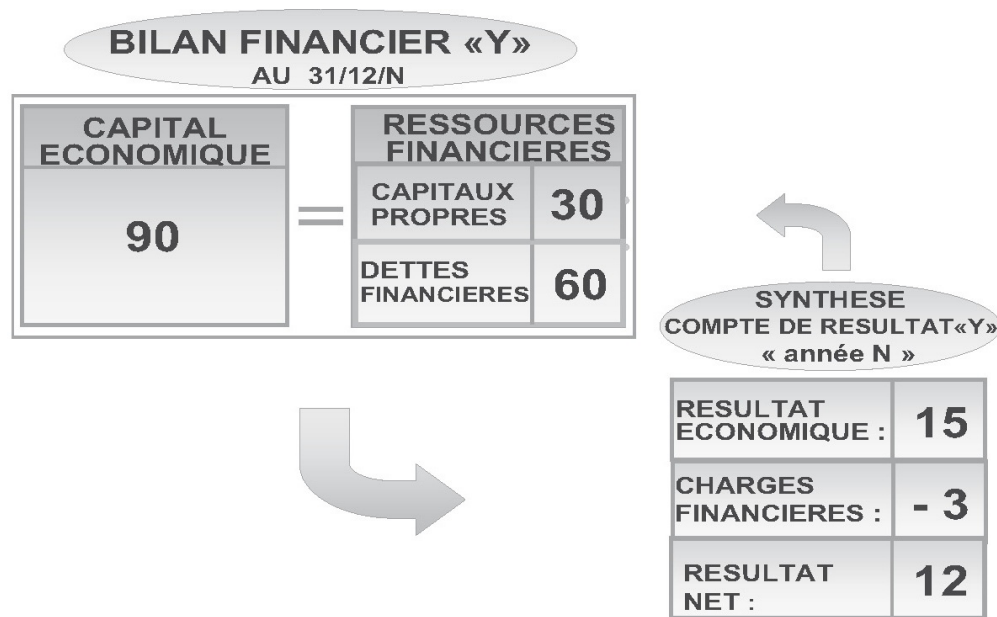 BILAN FINANCIER «Y»
AU 31/12/N
CAPITAL
ECONOMIQUE
90
=
RESSOURCES
FINANCIERES
CAPITAUX
PROPRES
30
DETTES
FINANCIERES
60
SYNTHESE
COMPTE DE RESULTAT«Y»
« année N »
RESULTAT
ECONOMIQUE :
15
CHARGES
FINANCIERES :
- 3
RESULTAT
NET :
12